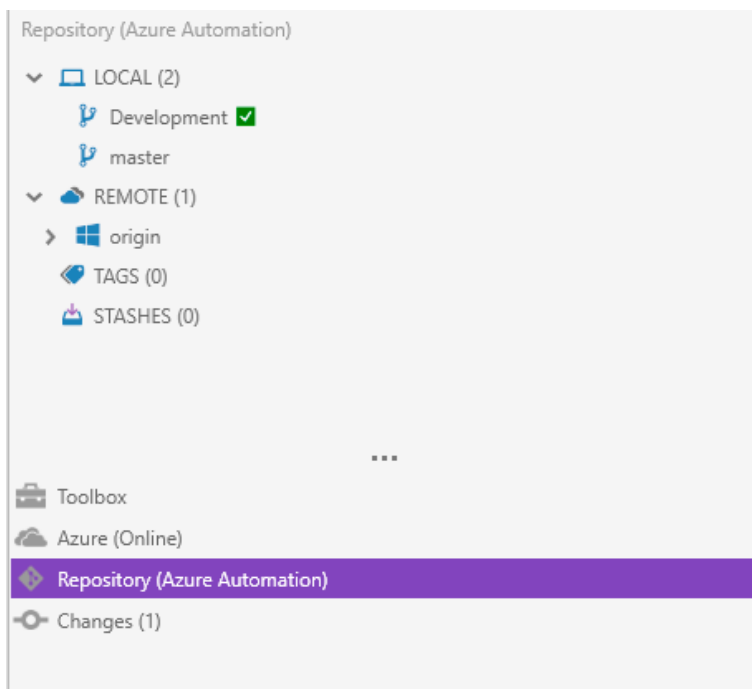 Repository (Azure Automation)
LOCAL (2)
Development
master
REMOTE (1)
origin
TAGS (0)
STASHES (0)
Toolbox
Azure (Online)
Repository (Azure Automation)
Changes (1)